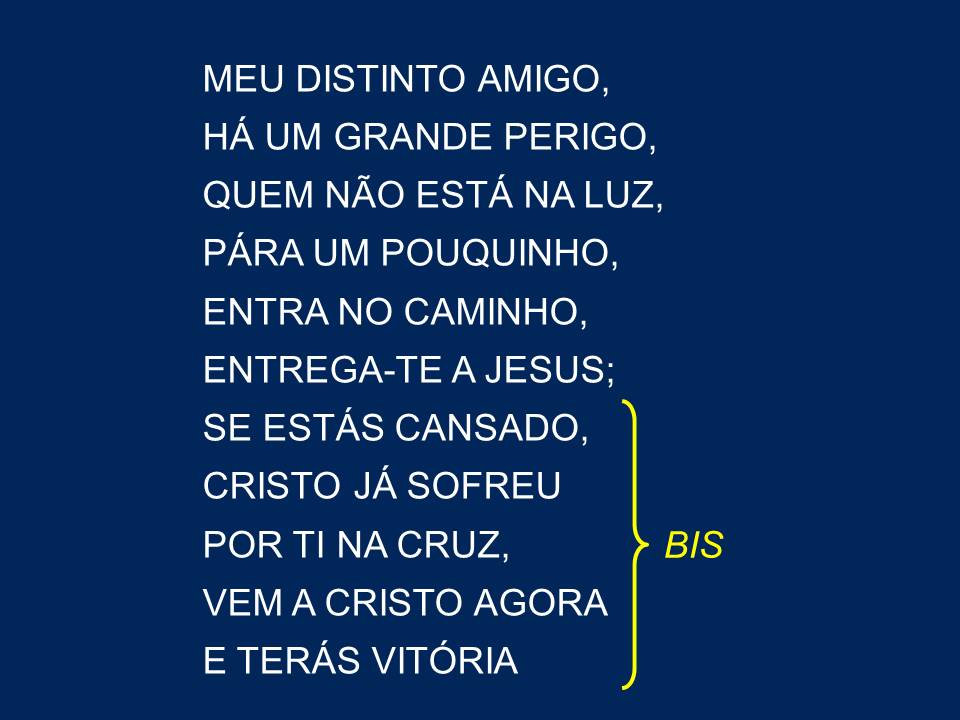 MEU DISTINTO AMIGO,
HÁ UM GRANDE PERIGO,
QUEM NÃO ESTÁ NA LUZ,
PÁRA UM POUQUINHO,
ENTRA NO CAMINHO,
ENTREGA-TE A JESUS;
SE ESTÁS CANSADO,
CRISTO JÁ SOFREU
POR TI NA CRUZ,
VEM A CRISTO AGORA
E TERÁS VITÓRIA
BIS